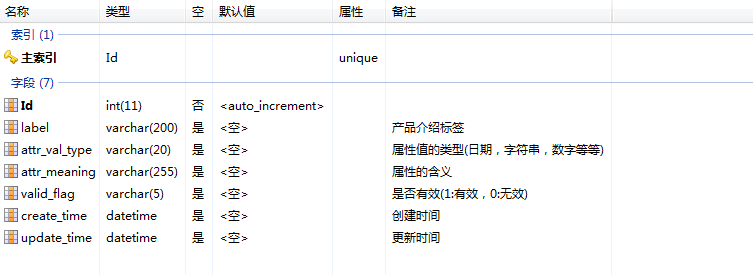 名称 类型 空 默认值 属性 备注
索引 (1)
主索引 Id unique
字段 (7)
Id int(11) 否 <auto_increment>
label varchar(200) 是 <空> 产品介绍标签
attr_val_type varchar(20) 是 <空> 属性值的类型(日期，字符串，数字等等)
attr_meaning varchar(255) 是 <空> 属性的含义
valid_flag varchar(5) 是 <空> 是否有效(1:有效，0:无效)
create_time datetime 是 <空> 创建时间
update_time datetime 是 <空> 更新时间